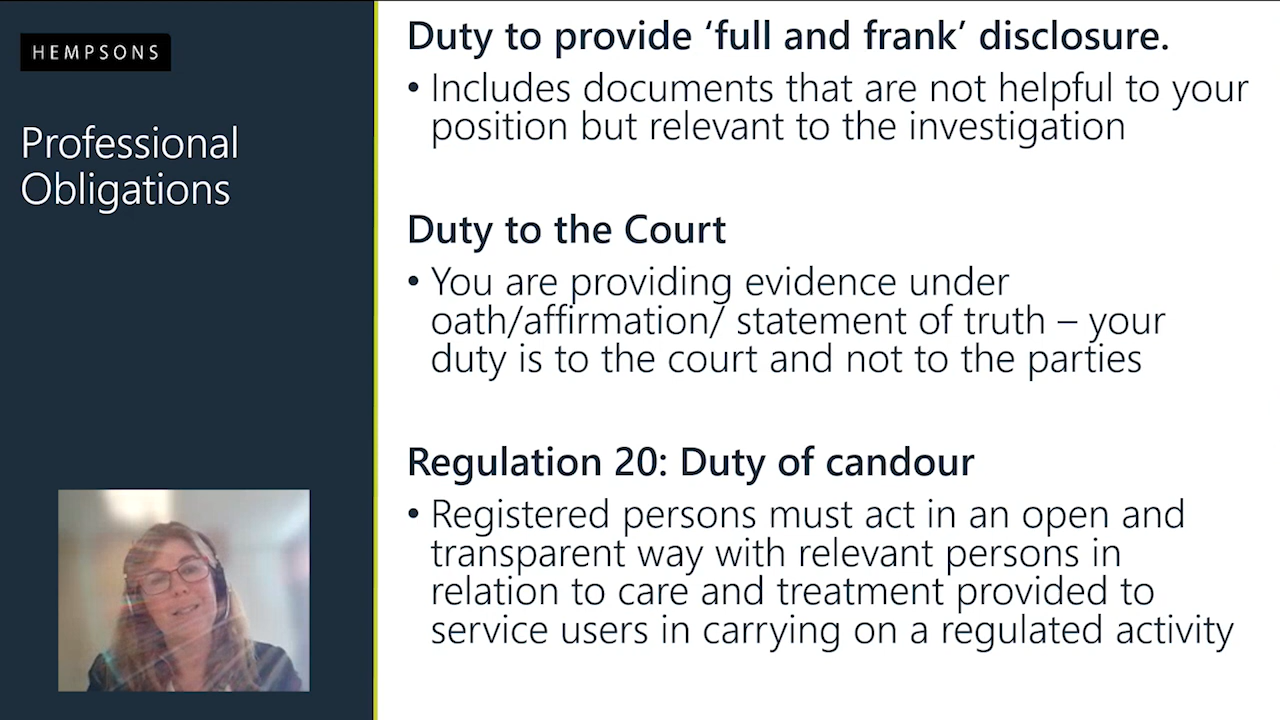 HEMPSONS
Professional
Obligations
Duty to provide ‘full and frank’ disclosure.
• Includes documents that are not helpful to your
position but relevant to the investigation
Duty to the Court
• You are providing evidence under
oath/affirmation/ statement of truth – your
duty is to the court and not to the parties
Regulation 20: Duty of candour
• Registered persons must act in an open and
transparent way with relevant persons in
relation to care and treatment provided to
service users in carrying on a regulated activity